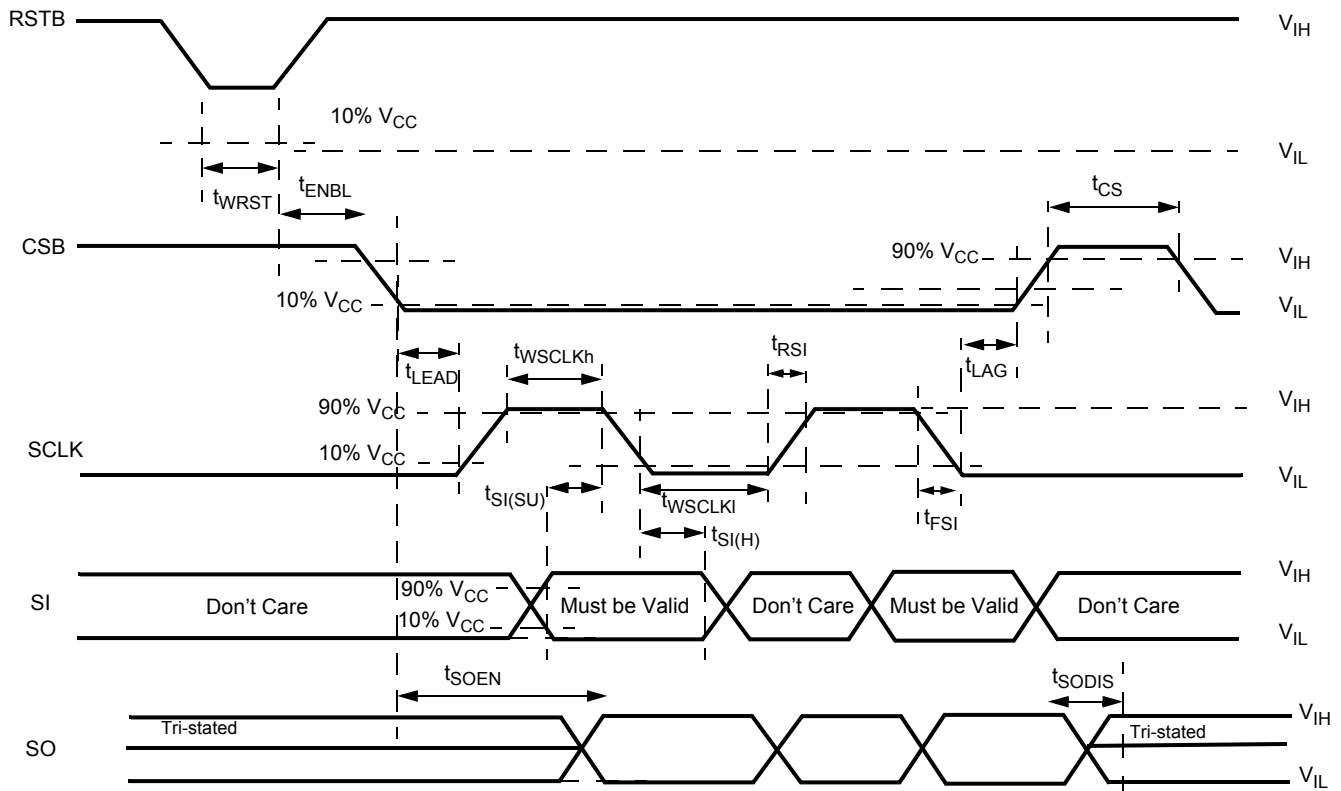 RSTB
VIH
10% VCC
VIL
tWRST
tENBL
tCS
CSB
90% VCC
VIH
10% VCC
VIL
tLEAD
tWSCLKh
tRSI
tLAG
90% VCC
VIH
SCLK
10% VCC
VIL
tSI(SU)
tWSCLKl
tFSI
tSI(H)
SI
VIH
90% VCC
Don't Care
Must be Valid
Don't Care
Must be Valid
Don't Care
10% VCC
VIL
tSOEN
tSODIS
VIH
Tri-stated
Tri-stated
SO
VIL